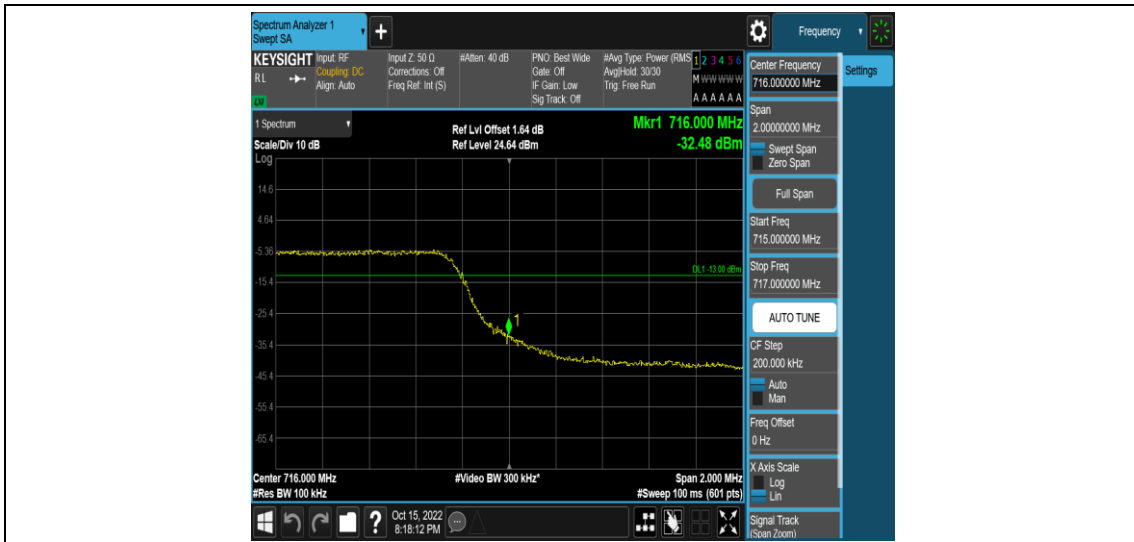 Spectrum Analyzer 1
Swept SA
+
Frequency
KEYSIGHT
RL
LXI
Input: RF
Coupling: DC
Align: Auto
Input Z: 50 Ω
Corrections: Off
Freq Ref: Int (S)
#Atten: 40 dB
PNO: Best Wide
Gate: Off
IF Gain: Low
Sig Track: Off
#Avg Type: Power (RMS
Avg|Hold: 30/30
Trig: Free Run
1 2 3 4 5 6
M W W W W W
A A A A A A
1 Spectrum
Scale/Div 10 dB
Ref Lvl Offset 1.64 dB
Ref Level 24.64 dBm
Mkr1 716.000 MHz
-32.48 dBm
Log
14.6
4.64
-5.36
-15.4
-25.4
-35.4
-45.4
-55.4
-65.4
DL1 -13.00 dBm
1
Center 716.000 MHz
#Res BW 100 kHz
#Video BW 300 kHz*
Span 2.000 MHz
#Sweep 100 ms (601 pts)
?
Oct 15, 2022
8:18:12 PM
Center Frequency
716.000000 MHz
Settings
Span
2.00000000 MHz
Swept Span
Zero Span
Full Span
Start Freq
715.000000 MHz
Stop Freq
717.000000 MHz
AUTO TUNE
CF Step
200.000 kHz
Auto
Man
Freq Offset
0 Hz
X Axis Scale
Log
Lin
Signal Track
(Span Zoom)